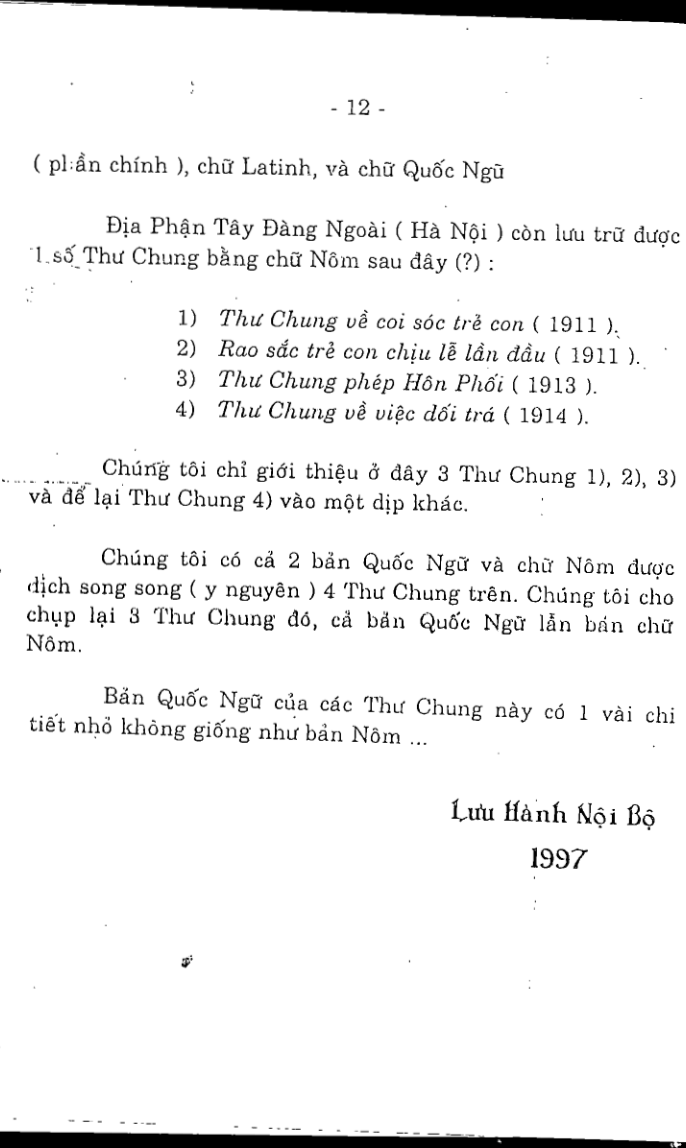 - 12 -
( phần chính ), chữ Latinh, và chữ Quốc Ngữ
Địa Phận Tây Đàng Ngoài ( Hà Nội ) còn lưu trữ được
1 số Thư Chung bằng chữ Nôm sau đây (?) :
1) Thư Chung về coi sóc trẻ con ( 1911 ).
2) Rao sắc trẻ con chịu lễ lần đầu ( 1911 ).
3) Thư Chung phép Hôn Phối ( 1913 ).
4) Thư Chung về việc dối trá ( 1914 ).
Chúng tôi chỉ giới thiệu ở đây 3 Thư Chung 1), 2), 3)
và để lại Thư Chung 4) vào một dịp khác.
Chúng tôi có cả 2 bản Quốc Ngữ và chữ Nôm được
dịch song song ( y nguyên ) 4 Thư Chung trên. Chúng tôi cho
chụp lại 3 Thư Chung đó, cả bản Quốc Ngữ lẫn bản chữ
Nôm.
Bản Quốc Ngữ của các Thư Chung này có 1 vài chi
tiết nhỏ không giống như bản Nôm ...
Lưu Hành Nội Bộ
1997